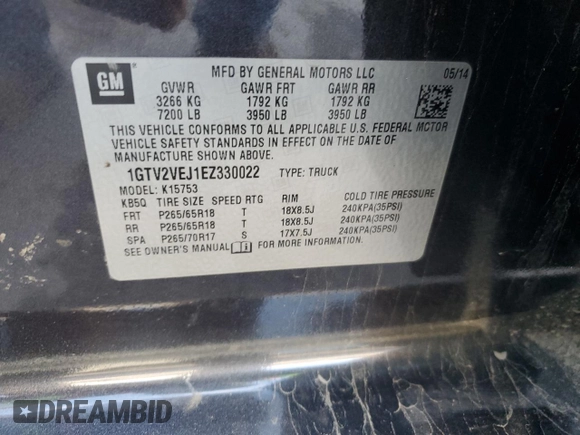 GM
MFD BY GENERAL MOTORS LLC 05/14
GVWR GAWR FRT GAWR RR
3266 KG 1792 KG 1792 KG
7200 LB 3950 LB 3950 LB
THIS VEHICLE CONFORMS TO ALL APPLICABLE U.S. FEDERAL MOTOR
VEHICLE SAFETY STANDARDS IN EFFECT ON THE DATE OF
MANUFACTURE SHOWN ABOVE.
1GTV2VEJ1EZ330022 TYPE: TRUCK
MODEL: K15753
KB5Q TIRE SIZE SPEED RTG RIM COLD TIRE PRESSURE
FRT P265/65R18 T 18X8.5J 240KPA(35PSI)
RR P265/65R18 T 18X8.5J 240KPA(35PSI)
SPA P265/70R17 S 17X7.5J 240KPA(35PSI)
SEE OWNER'S MANUAL FOR MORE INFORMATION
DREAMBID